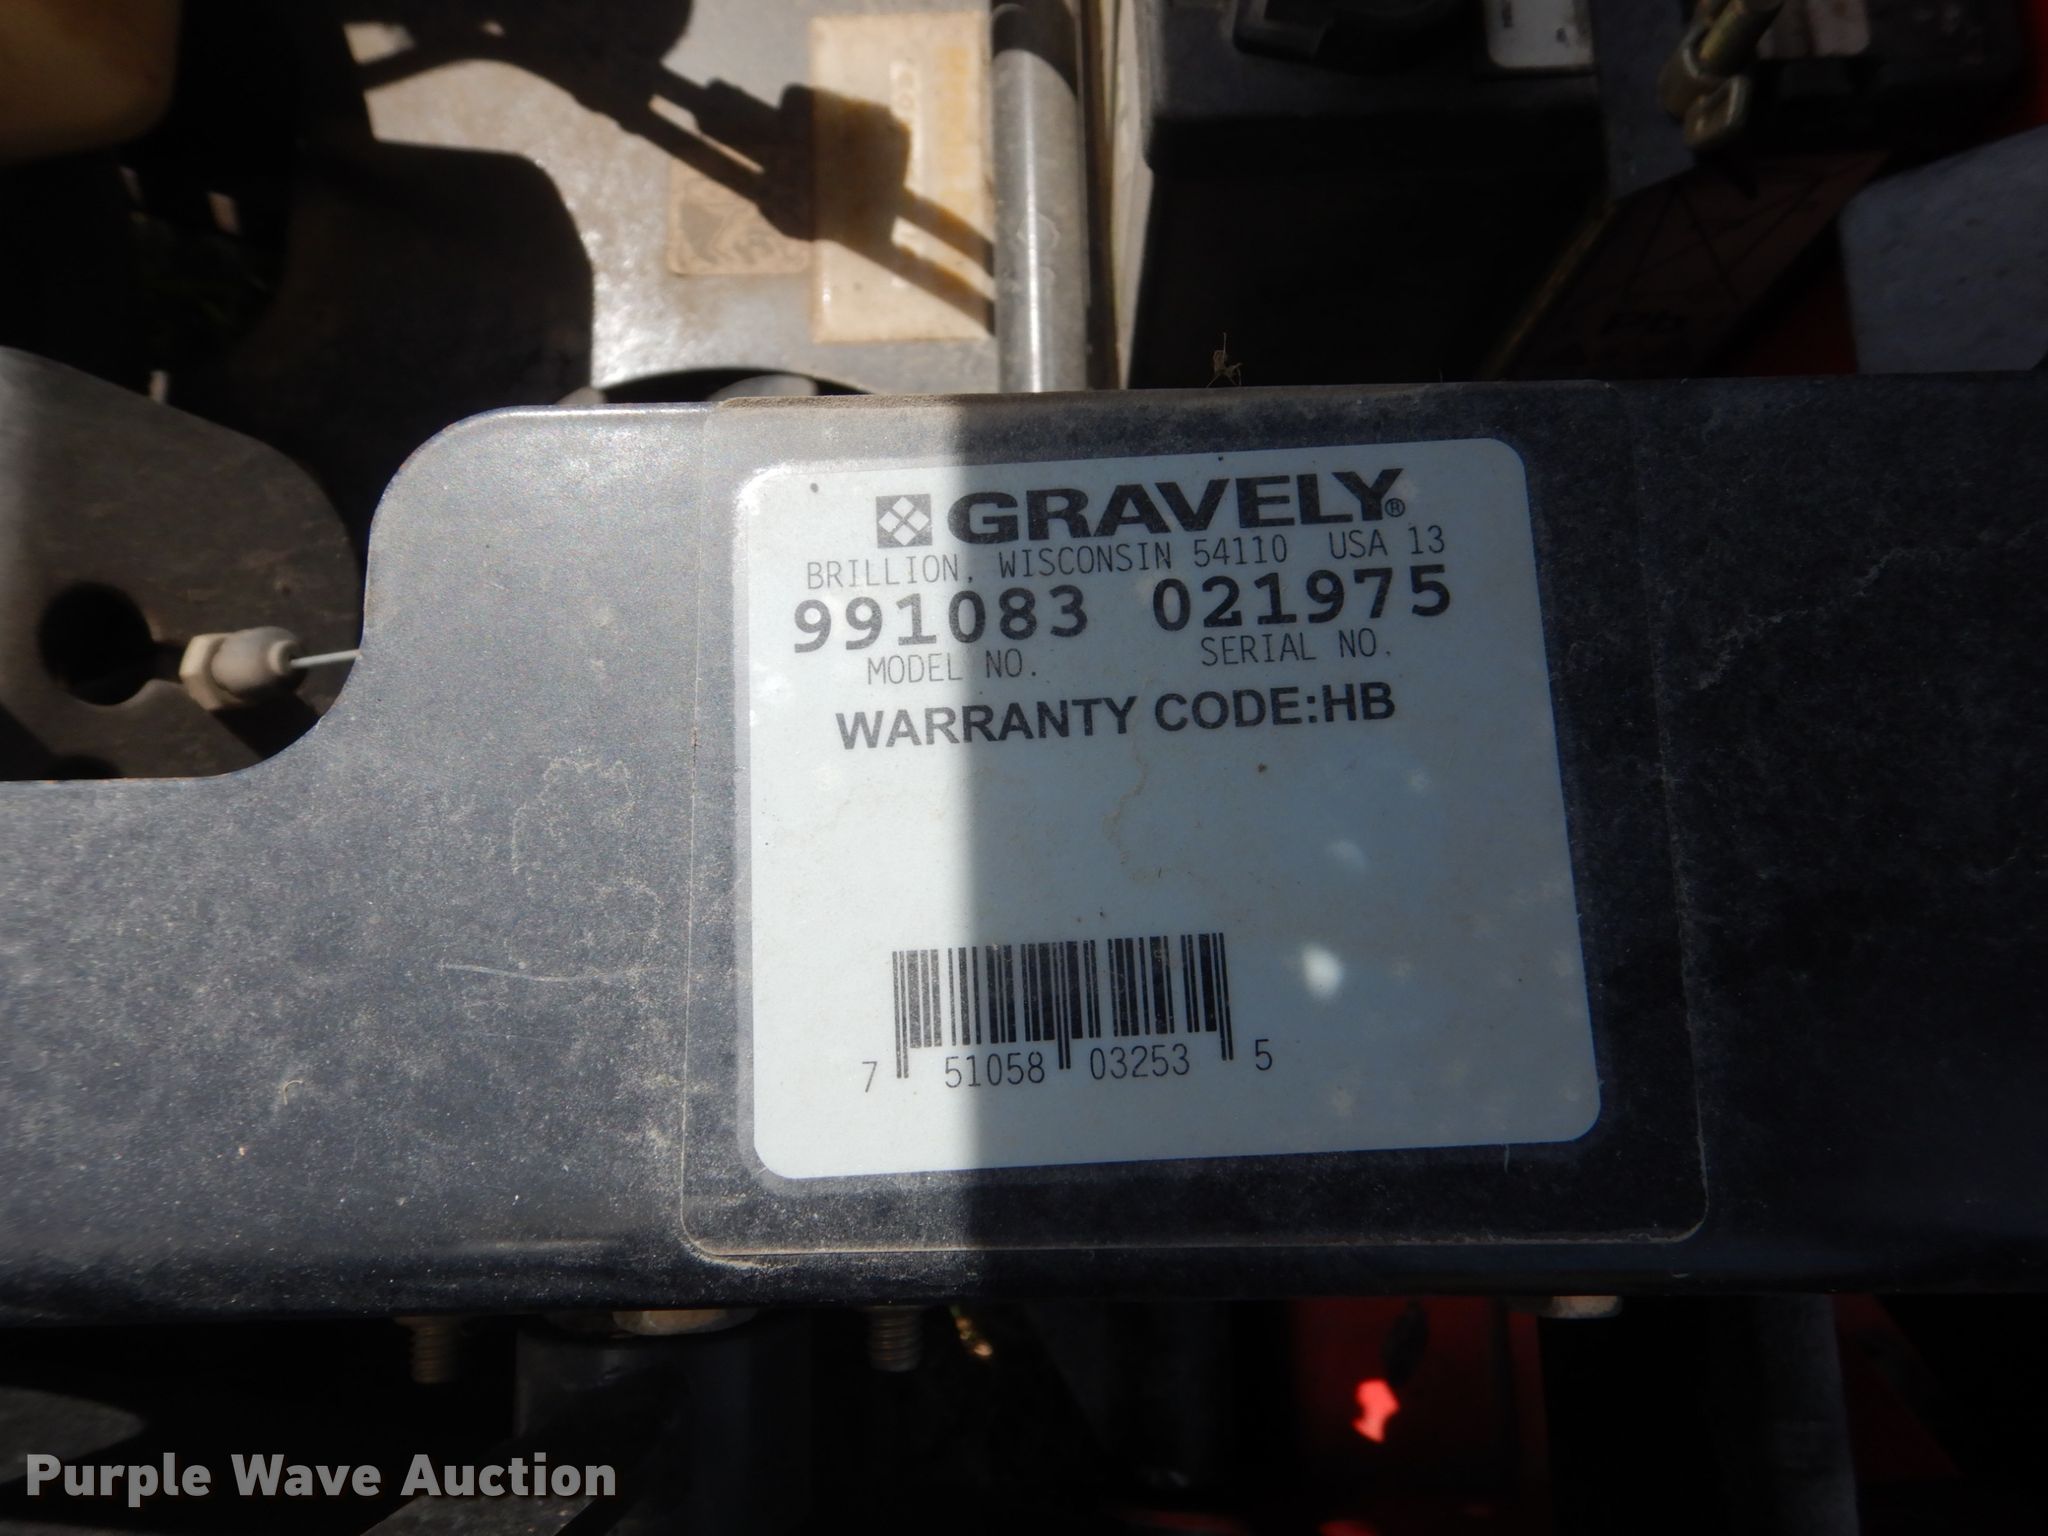 GRAVELY®
BRILLION, WISCONSIN 54110 USA 13
991083 021975
MODEL NO. SERIAL NO.
WARRANTY CODE:HB
7 51058 03253 5
Pb
Purple Wave Auction